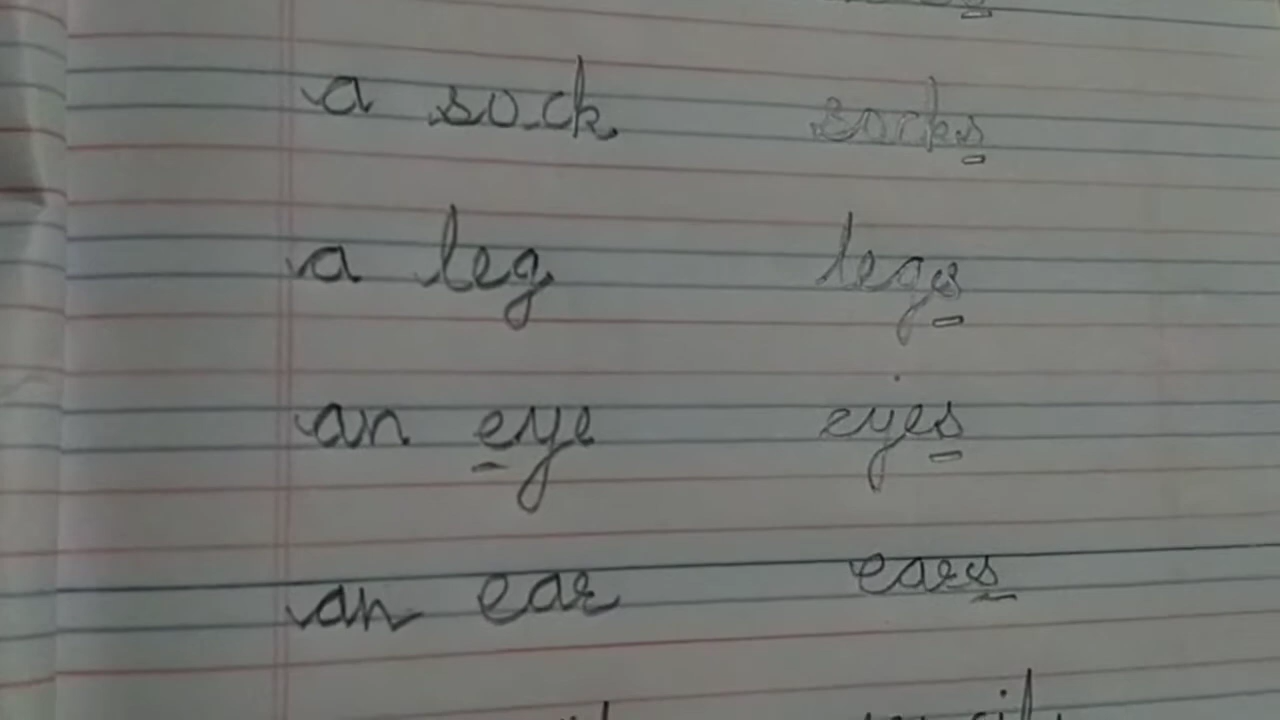 a sock socks
a leg legs
an eye eyes
an ear ears